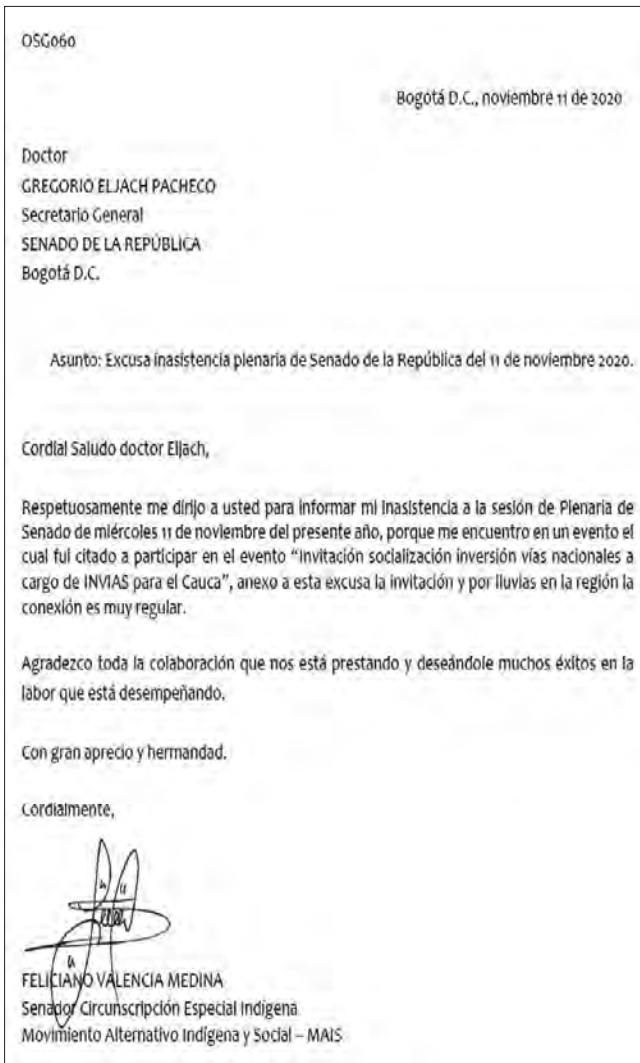 OSG060
Bogotá D.C., noviembre 11 de 2020
Doctor
GREGORIO ELJACH PACHECO
Secretario General
SENADO DE LA REPÚBLICA
Bogotá D.C.
Asunto: Excusa inasistencia plenaria de Senado de la República del 11 de noviembre 2020.
Cordial Saludo doctor Eljach,
Respetuosamente me dirijo a usted para informar mi inasistencia a la sesión de Plenaria de
Senado de miércoles 11 de noviembre del presente año, porque me encuentro en un evento el
cual fui citado a participar en el evento “Invitación socialización inversión vías nacionales a
cargo de INVIAS para el Cauca”, anexo a esta excusa la invitación y por lluvias en la región la
conexión es muy regular.
Agradezco toda la colaboración que nos está prestando y deseándole muchos éxitos en la
labor que está desempeñando.
Con gran aprecio y hermandad.
Cordialmente,
FELICIANO VALENCIA MEDINA
Senador Circunscripción Especial Indígena
Movimiento Alternativo Indígena y Social – MAIS